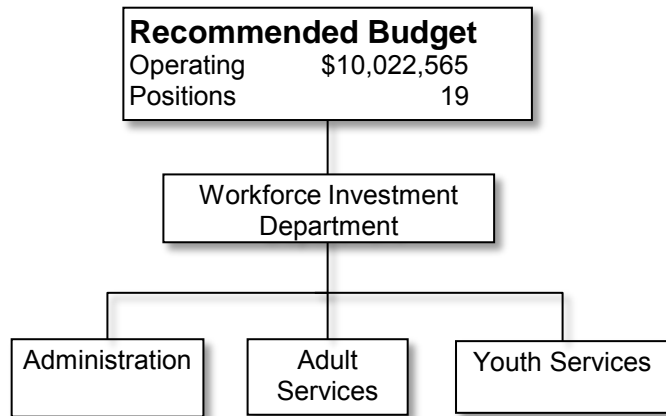 Recommended Budget
Operating $10,022,565
Positions 19
Workforce Investment
Department
Administration
Adult
Services
Youth Services